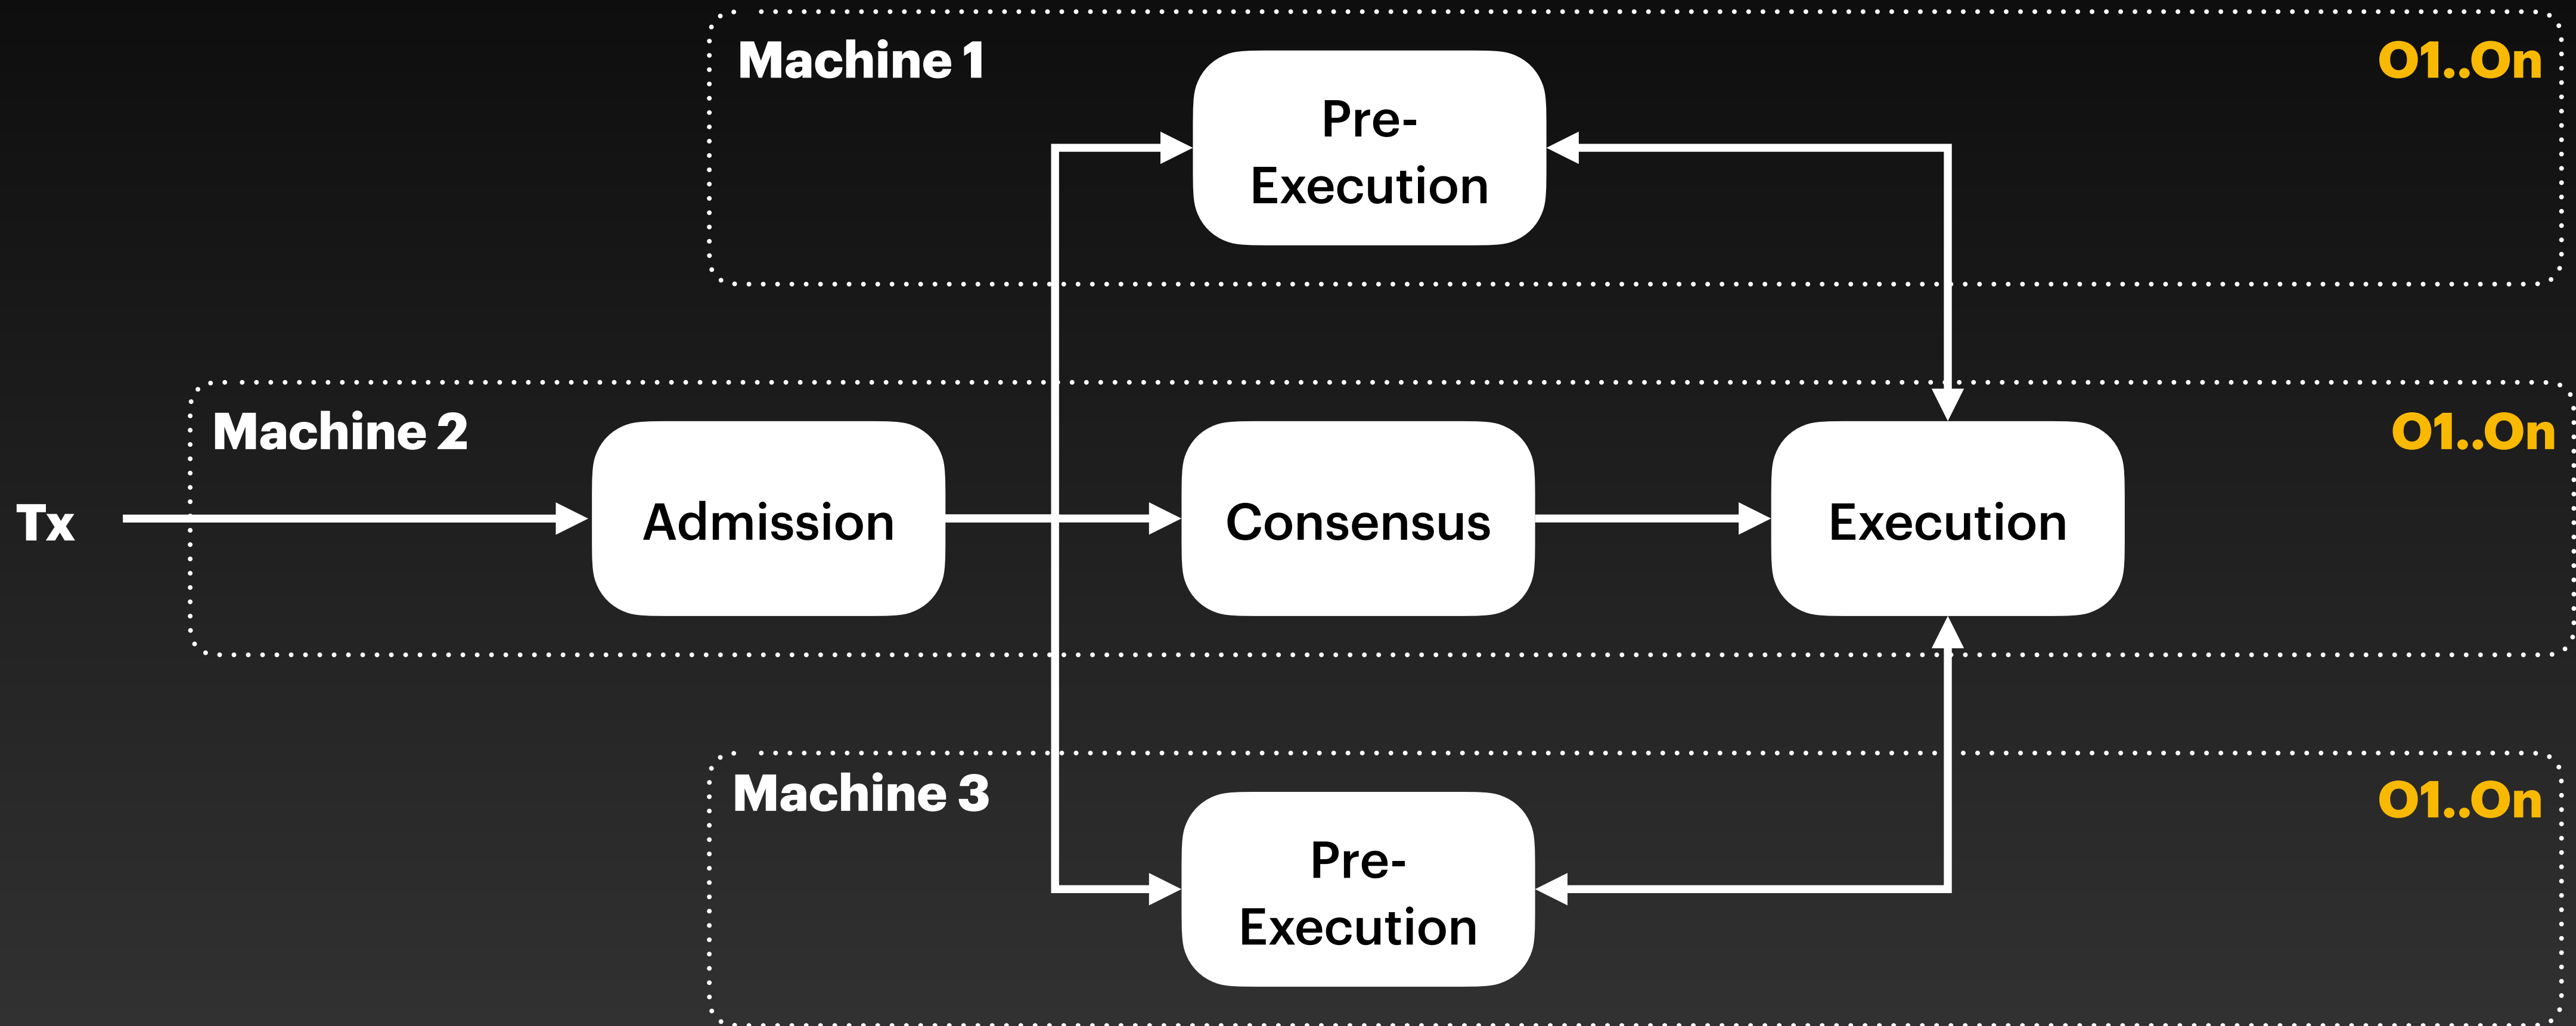 Machine 1
O1..On
Pre-
Execution
Machine 2
O1..On
Tx
Admission
Consensus
Execution
Machine 3
O1..On
Pre-
Execution